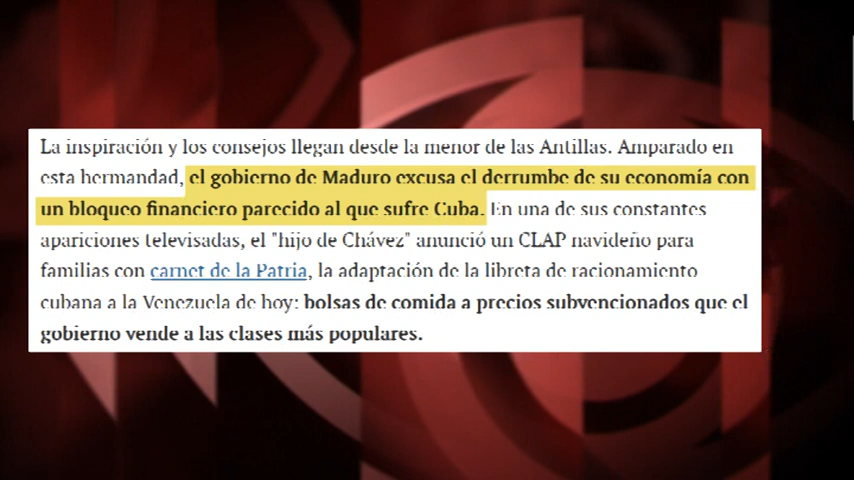 La inspiración y los consejos llegan desde la menor de las Antillas. Amparado en
esta hermandad, el gobierno de Maduro excusa el derrumbe de su economía con
un bloqueo financiero parecido al que sufre Cuba. En una de sus constantes
apariciones televisadas, el "hijo de Chávez" anunció un CLAP navideño para
familias con carnet de la Patria, la adaptación de la libreta de racionamiento
cubana a la Venezuela de hoy: bolsas de comida a precios subvencionados que el
gobierno vende a las clases más populares.